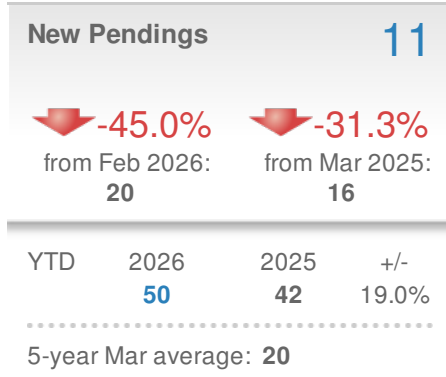 New Pendings 11
-45.0% -31.3%
from Feb 2026: from Mar 2025:
20 16
YTD 2026 2025 +/-
50 42 19.0%
5-year Mar average: 20